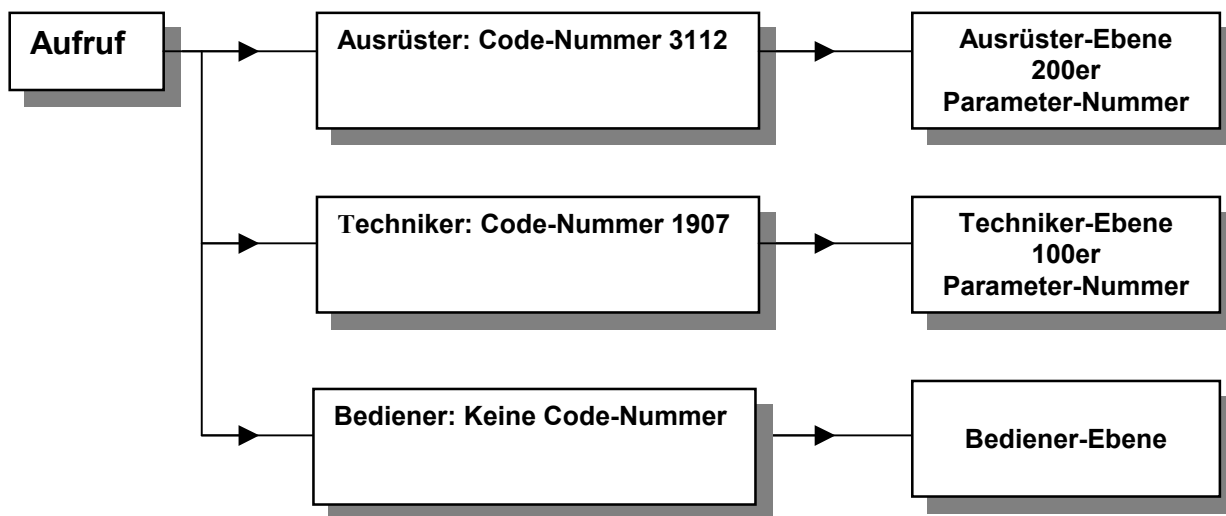 Aufruf
Ausrüster: Code-Nummer 3112
Ausrüster-Ebene
200er
Parameter-Nummer
Techniker: Code-Nummer 1907
Techniker-Ebene
100er
Parameter-Nummer
Bediener: Keine Code-Nummer
Bediener-Ebene